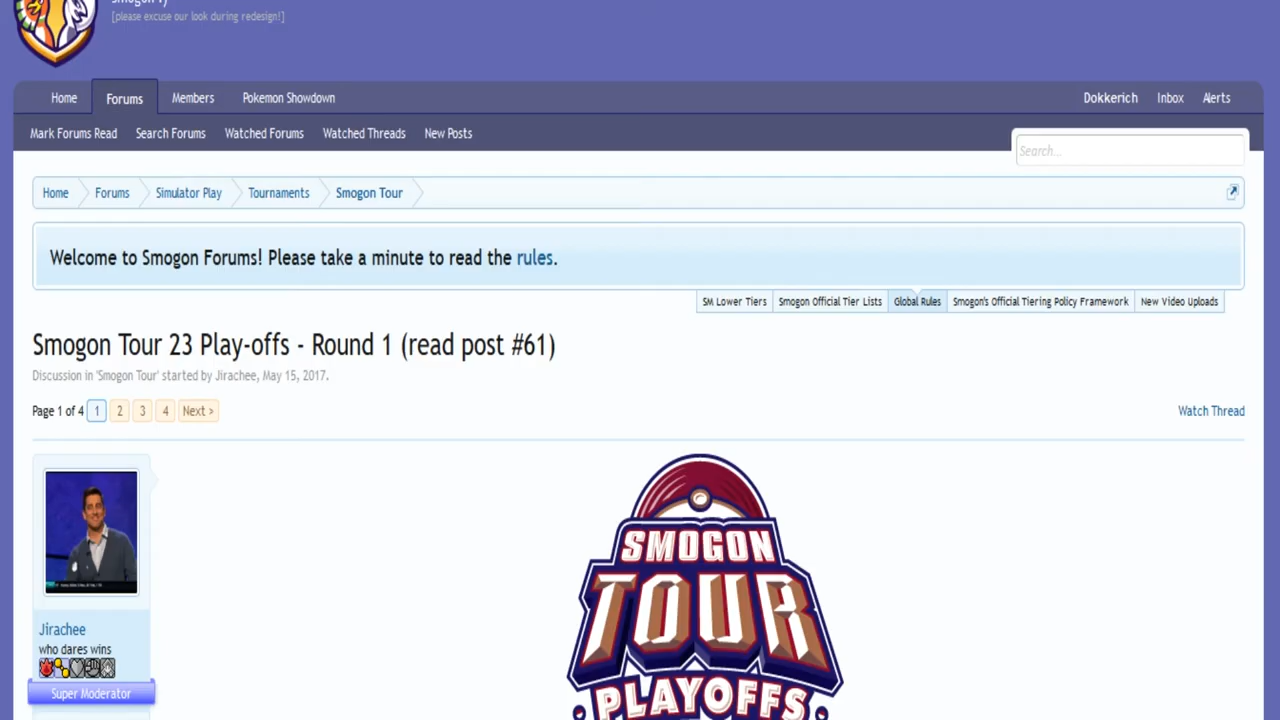 [please excuse our look during redesign!]
Home Forums Members Pokemon Showdown Dokkerich Inbox Alerts
Mark Forums Read Search Forums Watched Forums Watched Threads New Posts
Search...
Home Forums Simulator Play Tournaments Smogon Tour
Welcome to Smogon Forums! Please take a minute to read the rules.
SM Lower Tiers Smogon Official Tier Lists Global Rules Smogon's Official Tiering Policy Framework New Video Uploads
Smogon Tour 23 Play-offs - Round 1 (read post #61)
Discussion in 'Smogon Tour' started by Jirachee, May 15, 2017.
Page 1 of 4 1 2 3 4 Next > Watch Thread
SMOGON
TOUR
PLAYOFFS
Jirachee
who dares wins
Super Moderator